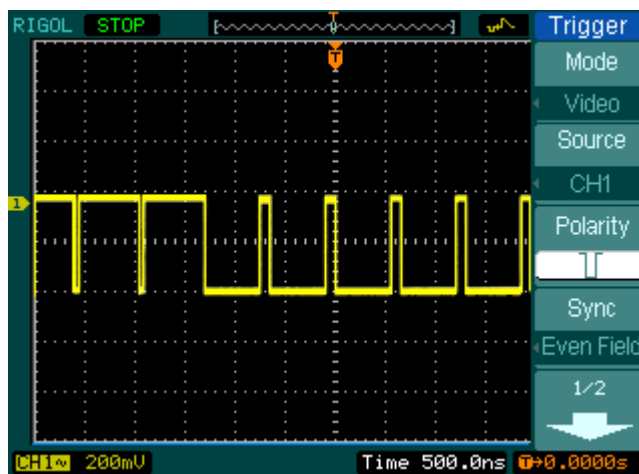 RIGOL STOP
T
Trigger
Mode
Video
Source
CH1
Polarity
Sync
Even Field
1/2
1
CH1~ 200mV Time 500.0ns T→0.0000s